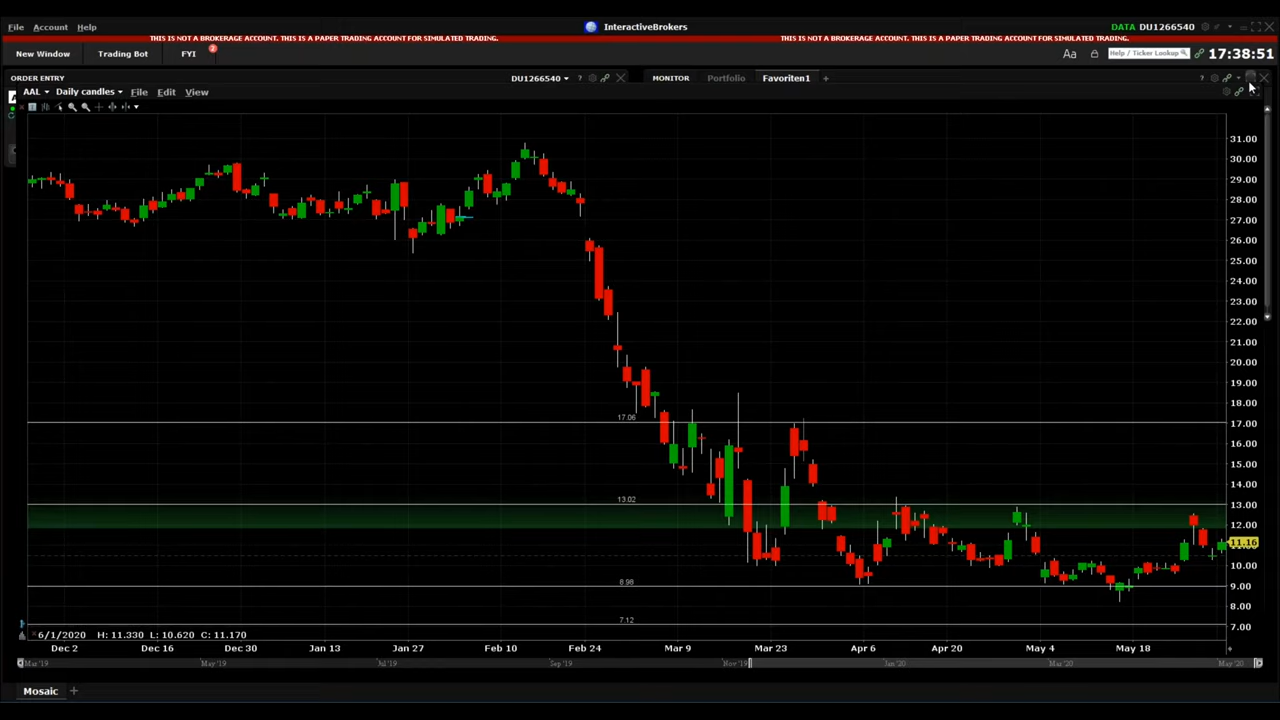 File Account Help
InteractiveBrokers
DATA DU1266540
THIS IS NOT A BROKERAGE ACCOUNT. THIS IS A PAPER TRADING ACCOUNT FOR SIMULATED TRADING.
THIS IS NOT A BROKERAGE ACCOUNT. THIS IS A PAPER TRADING ACCOUNT FOR SIMULATED TRADING.
New Window Trading Bot FYI 2
Aa Help / Ticker Lookup 17:38:51
ORDER ENTRY DU1266540 ? MONITOR Portfolio Favoriten1 + ?
AAL Daily candles File Edit View
31.00
30.00
29.00
28.00
27.00
26.00
25.00
24.00
23.00
22.00
21.00
20.00
19.00
18.00
17.06
17.00
16.00
15.00
14.00
13.02
13.00
12.00
11.16
10.00
8.98
9.00
8.00
7.12
7.00
6/1/2020 H: 11.330 L: 10.620 C: 11.170
Dec 2 Dec 16 Dec 30 Jan 13 Jan 27 Feb 10 Feb 24 Mar 9 Mar 23 Apr 6 Apr 20 May 4 May 18
Mar '19 May '19 Jul '19 Sep '19 Nov '19 Jan '20 Mar '20 May '20
Mosaic +